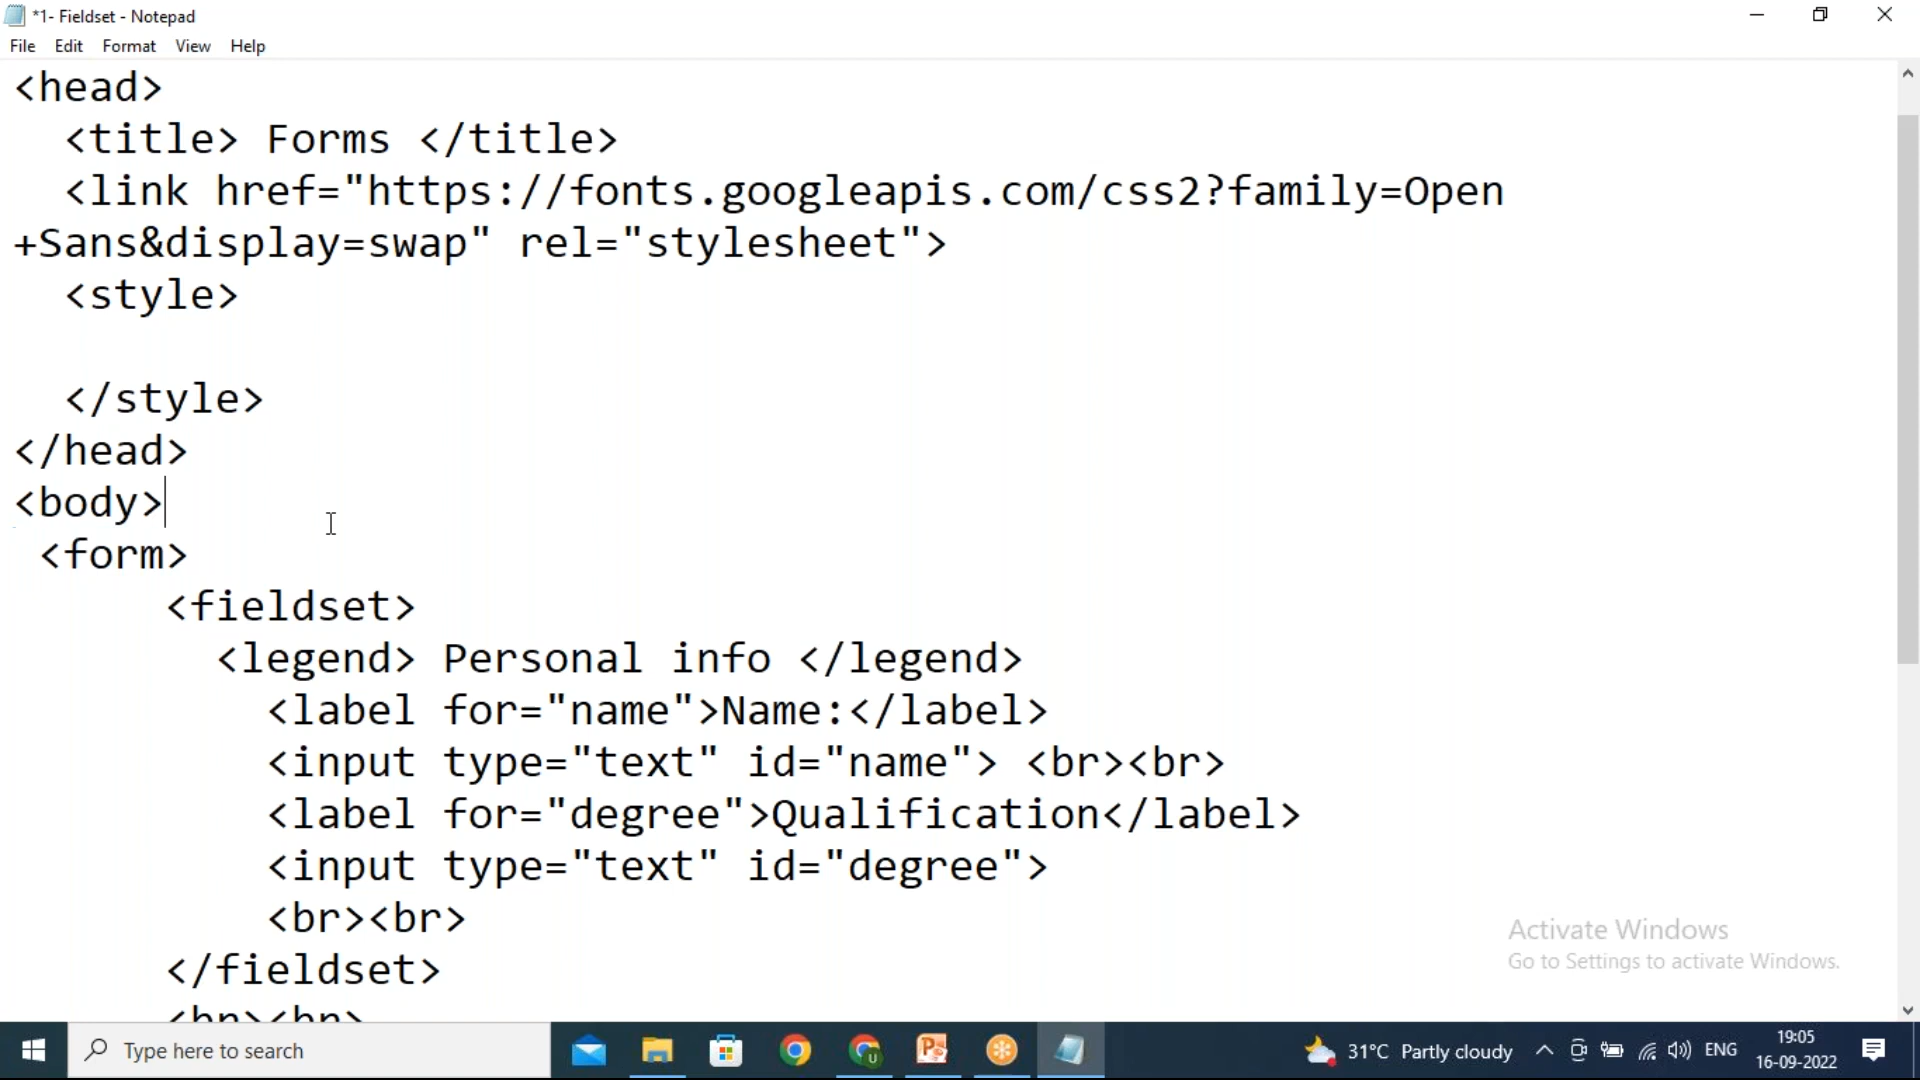 *1- Fieldset - Notepad
File Edit Format View Help
<head>
<title> Forms </title>
<link href="https://fonts.googleapis.com/css2?family=Open
+Sans&display=swap" rel="stylesheet">
<style>
</style>
</head>
<body>
<form>
<fieldset>
<legend> Personal info </legend>
<label for="name">Name:</label>
<input type="text" id="name"> <br><br>
<label for="degree">Qualification</label>
<input type="text" id="degree">
<br><br>
</fieldset>
<br><br>
Activate Windows
Go to Settings to activate Windows.
Type here to search
31°C Partly cloudy
ENG
19:05
16-09-2022